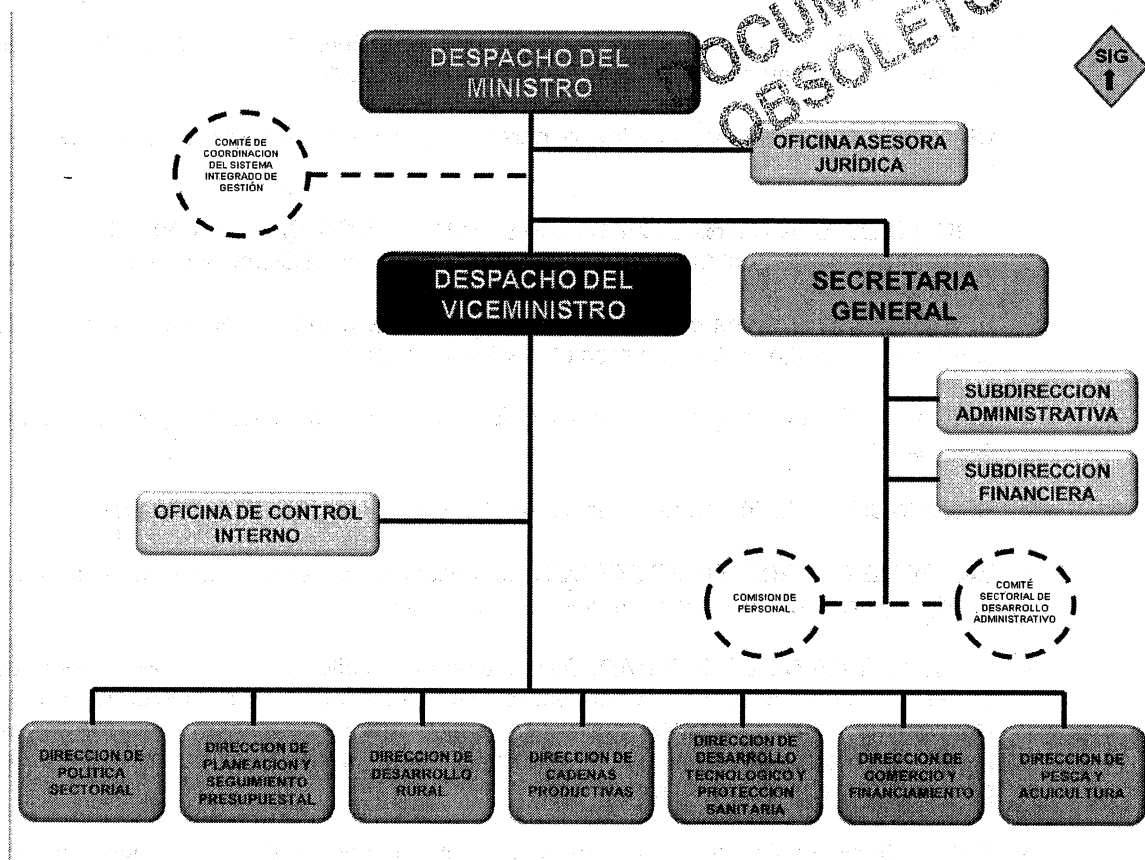 DESPACHO DEL
MINISTRO
OBSOLETO
SIG
COMITÉ DE
COORDINACION
DEL SISTEMA
INTEGRADO DE
GESTIÓN
OFICINA ASESORA
JURÍDICA
DESPACHO DEL
VICEMINISTRO
SECRETARIA
GENERAL
SUBDIRECCION
ADMINISTRATIVA
SUBDIRECCION
FINANCIERA
OFICINA DE CONTROL
INTERNO
COMISION DE
PERSONAL
COMITÉ
SECTORIAL DE
DESARROLLO
ADMINISTRATIVO
DIRECCION DE
POLITICA
SECTORIAL
DIRECCION DE
PLANEACION Y
SEGUIMIENTO
PRESUPUESTAL
DIRECCION DE
DESARROLLO
RURAL
DIRECCION DE
CADENAS
PRODUCTIVAS
DIRECCION DE
DESARROLLO
TECNOLOGICO Y
PROTECCION
SANITARIA
DIRECCION DE
COMERCIO Y
FINANCIAMIENTO
DIRECCION DE
PESCA Y
ACUICULTURA